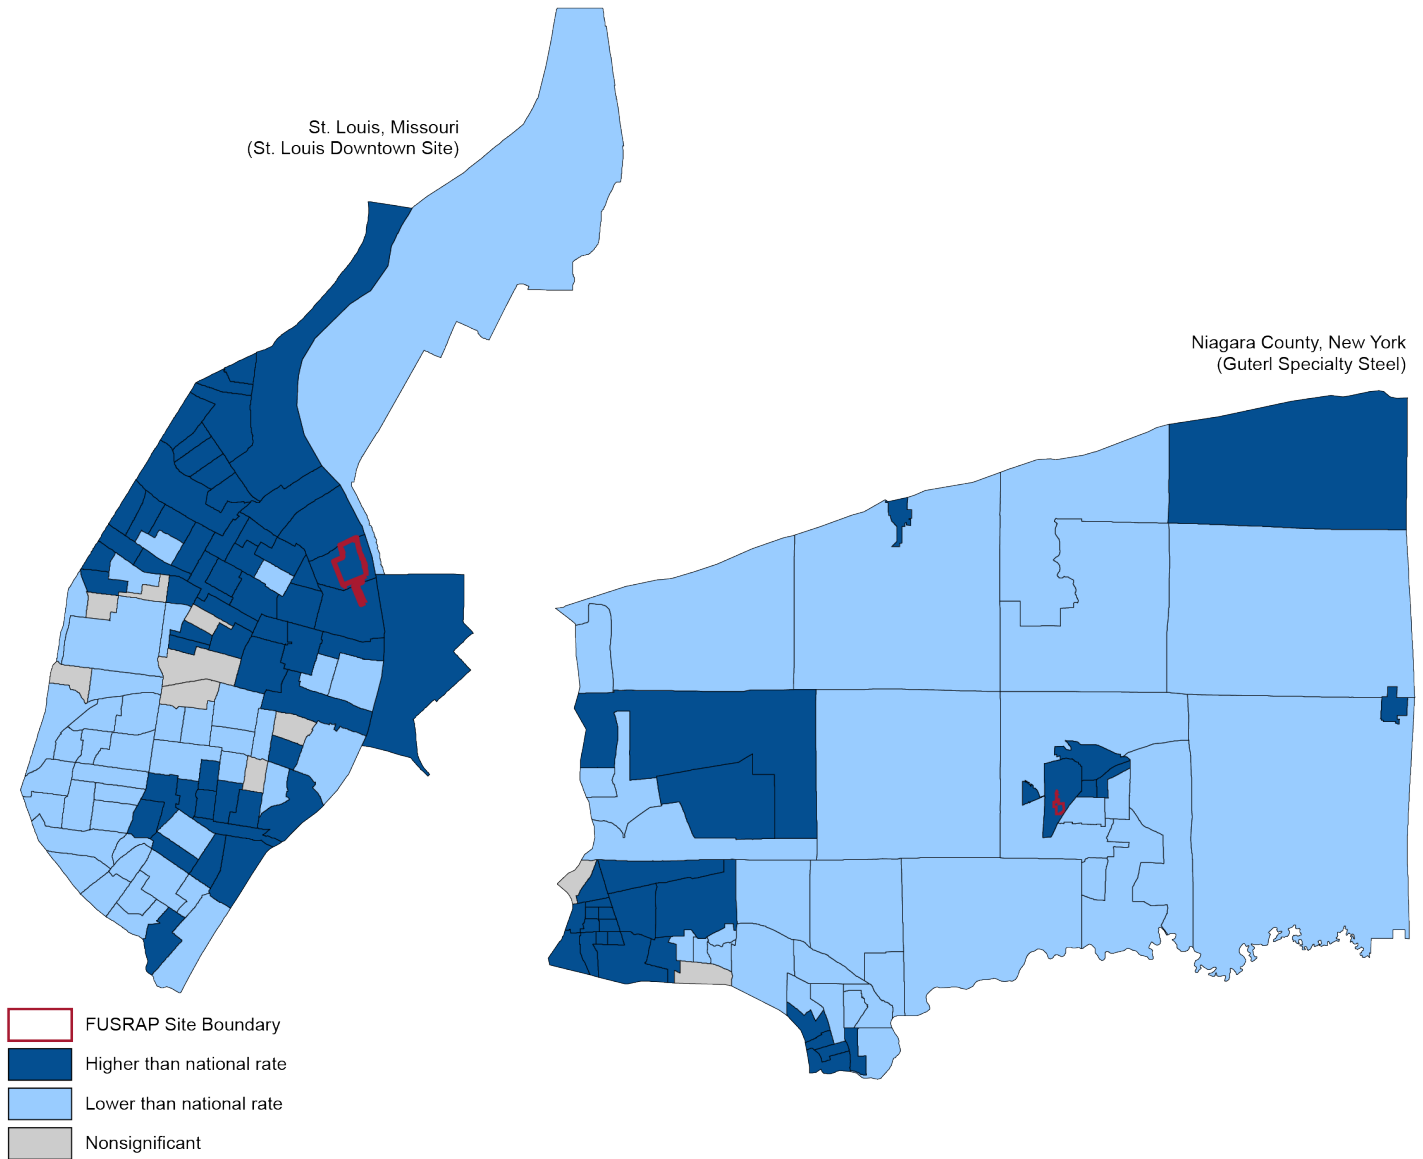 St. Louis, Missouri
(St. Louis Downtown Site)
Niagara County, New York
(Guterl Specialty Steel)
FUSRAP Site Boundary
Higher than national rate
Lower than national rate
Nonsignificant